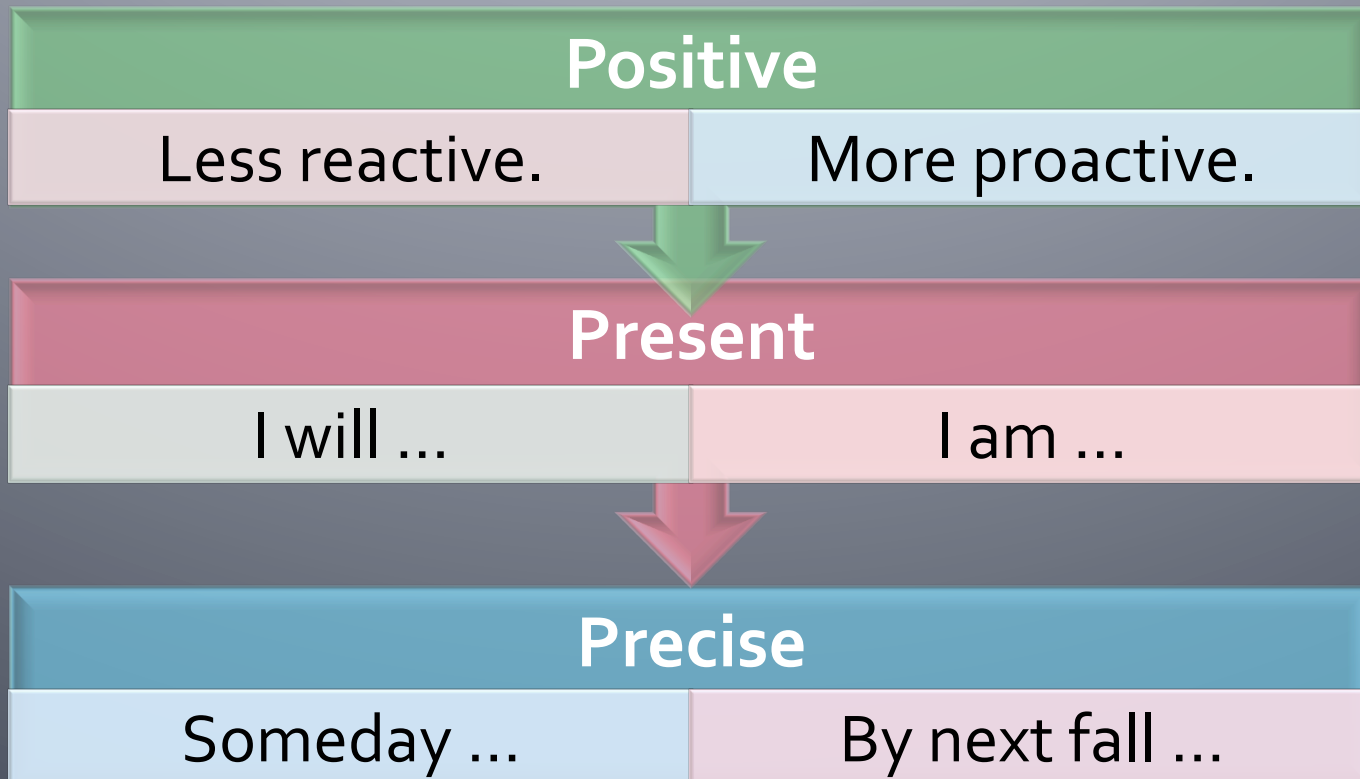 Positive
Less reactive. More proactive.
Present
I will ... I am ...
Precise
Someday ... By next fall ...